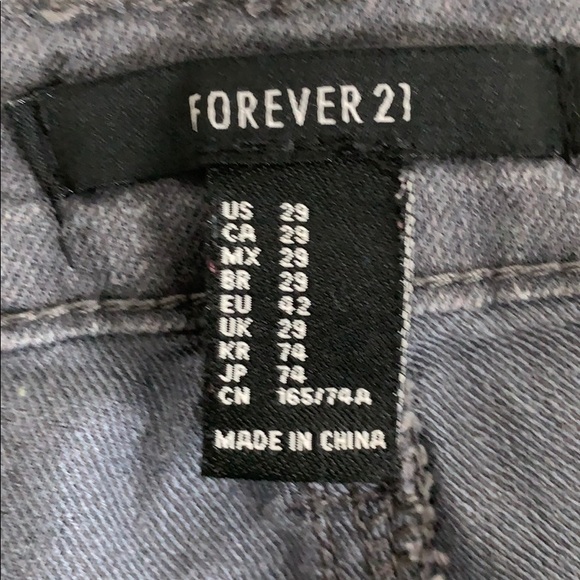 FOREVER 21
US 29
CA 29
MX 29
BR 29
EU 42
UK 29
KR 74
JP 74
CN 165/74A
MADE IN CHINA